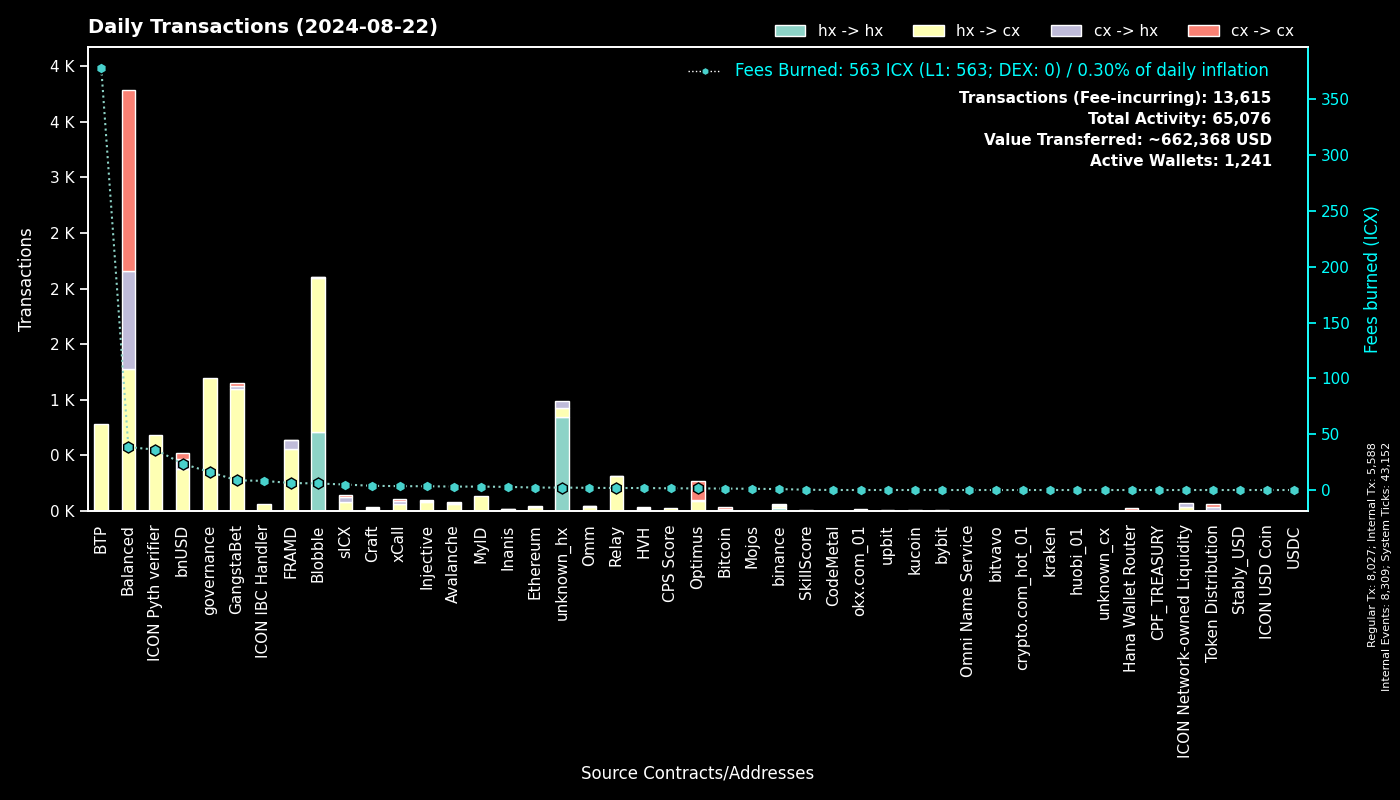 Daily Transactions (2024-08-22)
hx -> hx
hx -> cx
cx -> hx
cx -> cx
Fees Burned: 563 ICX (L1: 563; DEX: 0) / 0.30% of daily inflation
Transactions (Fee-incurring): 13,615
Total Activity: 65,076
Value Transferred: ~662,368 USD
Active Wallets: 1,241
Transactions
4 K
4 K
3 K
2 K
2 K
2 K
1 K
0 K
0 K
350
300
250
200
150
100
50
0
Fees burned (ICX)
BTP
Balanced
ICON Pyth verifier
bnUSD
governance
GangstaBet
ICON IBC Handler
FRAMD
Blobble
sICX
Craft
xCall
Injective
Avalanche
MyID
Inanis
Ethereum
unknown_hx
Omm
Relay
HVH
CPS Score
Optimus
Bitcoin
Mojos
binance
SkillScore
CodeMetal
okx.com_01
upbit
kucoin
bybit
Omni Name Service
bitvavo
crypto.com_hot_01
kraken
huobi_01
unknown_cx
Hana Wallet Router
CPF_TREASURY
ICON Network-owned Liquidity
Token Distribution
Stably_USD
ICON USD Coin
USDC
Source Contracts/Addresses
Regular Tx: 8,027; Internal Tx: 5,588
Internal Events: 8,309; System Ticks: 43,152